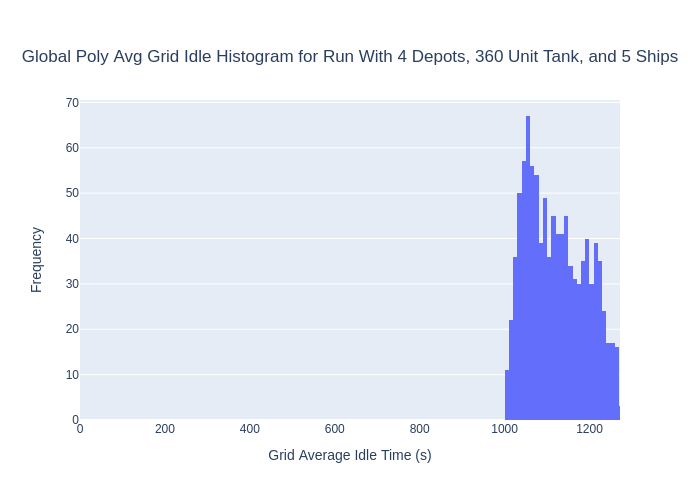 Global Poly Avg Grid Idle Histogram for Run With 4 Depots, 360 Unit Tank, and 5 Ships
70
60
50
40
30
20
10
0
Frequency
0 200 400 600 800 1000 1200
Grid Average Idle Time (s)